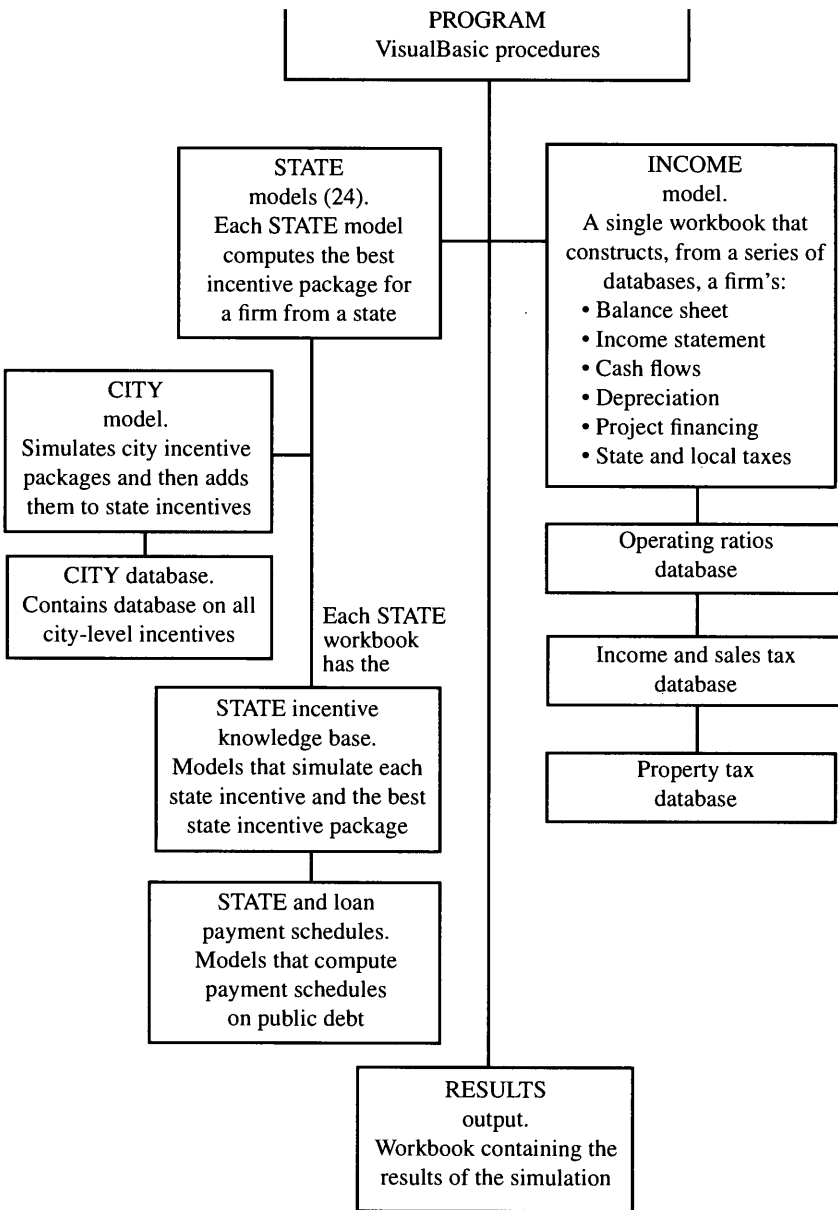 PROGRAM
VisualBasic procedures
STATE
models (24).
Each STATE model
computes the best
incentive package for
a firm from a state
INCOME
model.
A single workbook that
constructs, from a series of
databases, a firm's:
• Balance sheet
• Income statement
• Cash flows
• Depreciation
• Project financing
• State and local taxes
CITY
model.
Simulates city incentive
packages and then adds
them to state incentives
CITY database.
Contains database on all
city-level incentives
Each STATE
workbook
has the
Operating ratios
database
Income and sales tax
database
Property tax
database
STATE incentive
knowledge base.
Models that simulate each
state incentive and the best
state incentive package
STATE and loan
payment schedules.
Models that compute
payment schedules
on public debt
RESULTS
output.
Workbook containing the
results of the simulation